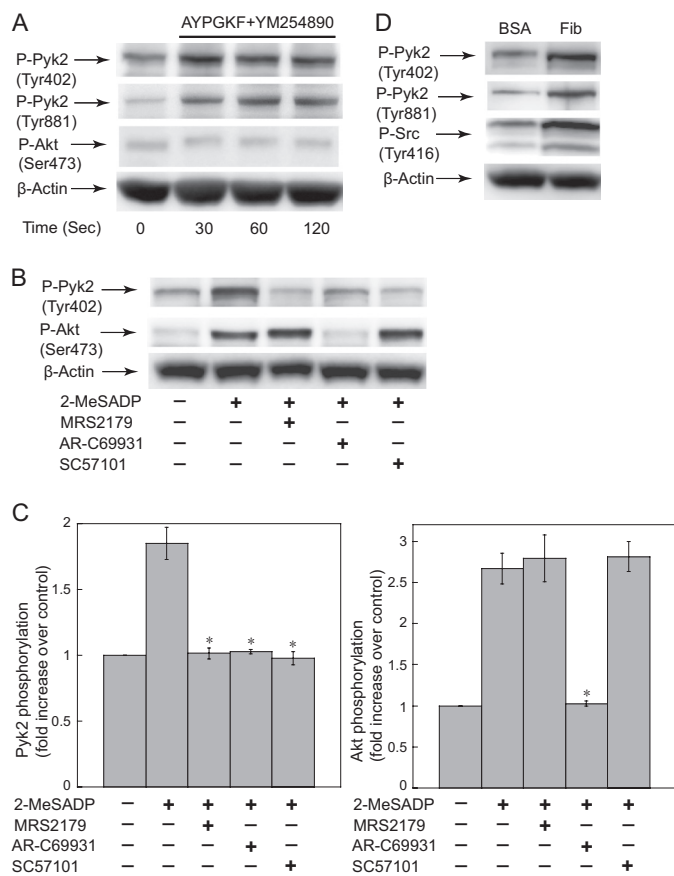 A
AYPGKF+YM254890
P-Pyk2
(Tyr402)
P-Pyk2
(Tyr881)
P-Akt
(Ser473)
β-Actin
Time (Sec) 0 30 60 120
D
BSA Fib
P-Pyk2
(Tyr402)
P-Pyk2
(Tyr881)
P-Src
(Tyr416)
β-Actin
B
P-Pyk2
(Tyr402)
P-Akt
(Ser473)
β-Actin
2-MeSADP − + + + +
MRS2179 − − + − −
AR-C69931 − − − + −
SC57101 − − − − +
C
Pyk2 phosphorylation
(fold increase over control)
2
1.5
1
0.5
0
* * *
2-MeSADP − + + + +
MRS2179 − − + − −
AR-C69931 − − − + −
SC57101 − − − − +
Akt phosphorylation
(fold increase over control)
3
2.5
2
1.5
1
0.5
0
*
2-MeSADP − + + + +
MRS2179 − − + − −
AR-C69931 − − − + −
SC57101 − − − − +